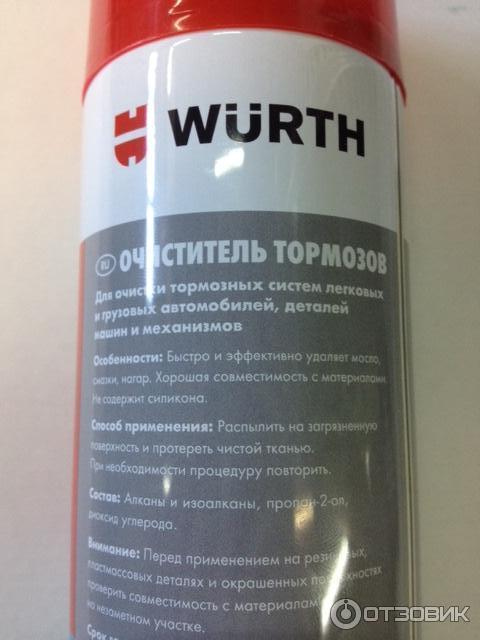 WÜRTH
RU ОЧИСТИТЕЛЬ ТОРМОЗОВ
Для очистки тормозных систем легковых
и грузовых автомобилей, деталей
машин и механизмов
Особенности: Быстро и эффективно удаляет масло,
смазки, нагар. Хорошая совместимость с материалами.
Не содержит силикона.
Способ применения: Распылить на загрязненную
поверхность и протереть чистой тканью.
При необходимости процедуру повторить.
Состав: Алканы и изоалканы, пропан-2-ол,
диоксид углерода.
Внимание: Перед применением на резиновых,
пластмассовых деталях и окрашенных поверхностях
проверить совместимость с материалами
на незаметном участке.
Срок
ОТЗОВИК